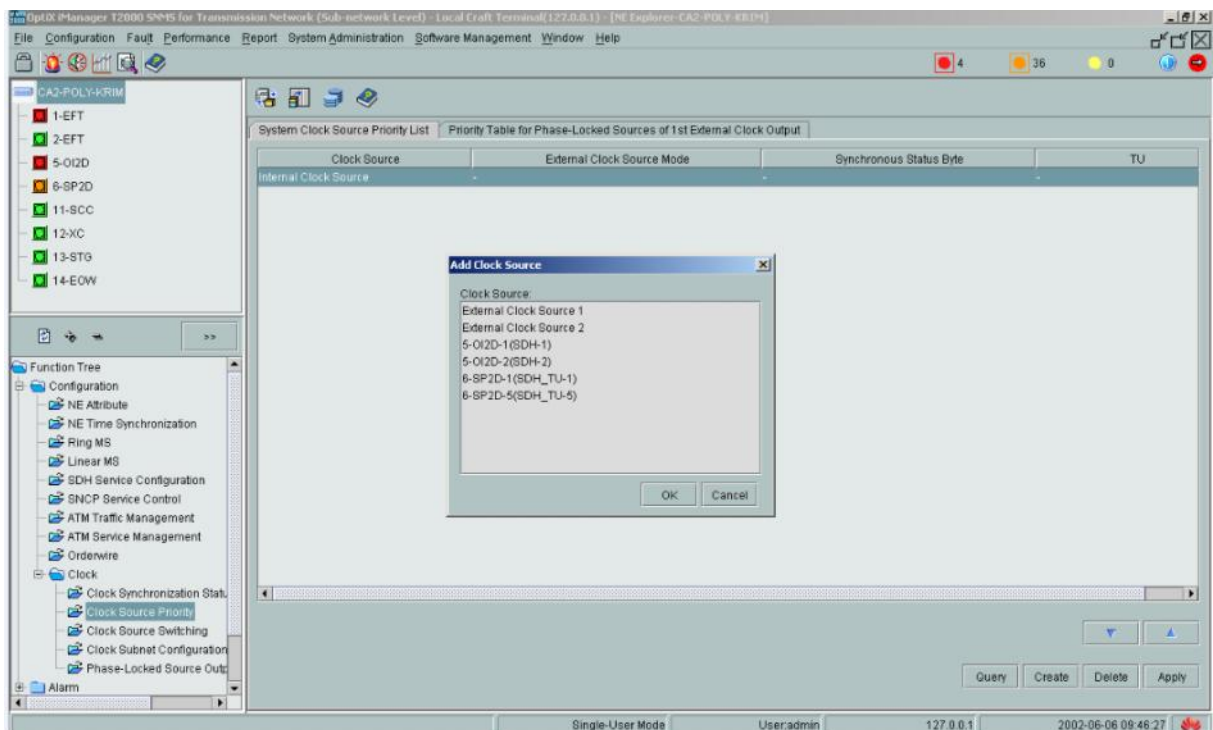 OptiX iManager T2000 SNMS for Transmission Network (Sub-network Level) - Local Craft Terminal(127.0.0.1) - [NE Explorer-CA2-POLY-KRIM]
File Configuration Fault Performance Report System Administration Software Management Window Help
4 36 0
CA2-POLY-KRIM
1-EFT
2-EFT
5-OI2D
6-SP2D
11-SCC
12-XC
13-STG
14-EOW
>>
Function Tree
Configuration
NE Attribute
NE Time Synchronization
Ring MS
Linear MS
SDH Service Configuration
SNCP Service Control
ATM Traffic Management
ATM Service Management
Orderwire
Clock
Clock Synchronization Statu
Clock Source Priority
Clock Source Switching
Clock Subnet Configuration
Phase-Locked Source Outp
Alarm
System Clock Source Priority List Priority Table for Phase-Locked Sources of 1st External Clock Output
Clock Source External Clock Source Mode Synchronous Status Byte TU
Internal Clock Source - - -
Add Clock Source
Clock Source:
External Clock Source 1
External Clock Source 2
5-OI2D-1(SDH-1)
5-OI2D-2(SDH-2)
6-SP2D-1(SDH_TU-1)
6-SP2D-5(SDH_TU-5)
OK Cancel
Query Create Delete Apply
Single-User Mode User:admin 127.0.0.1 2002-06-06 09:46:27